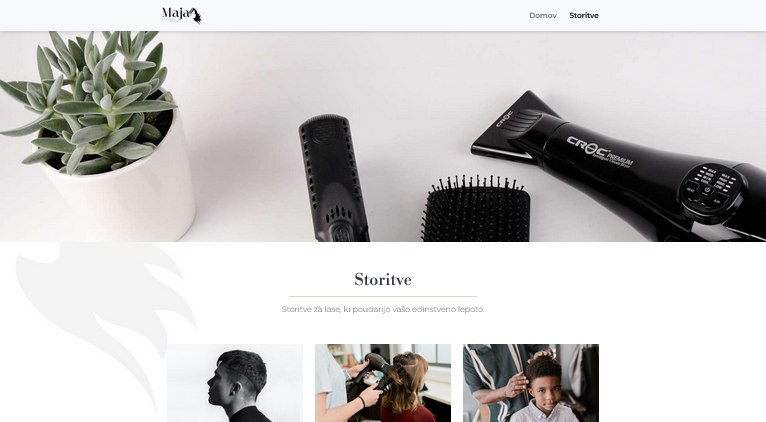 Maja
Domov Storitve
CROC
CROC PREMIUM
Storitve
Storitve za lase, ki poudarijo vašo edinstveno lepoto.